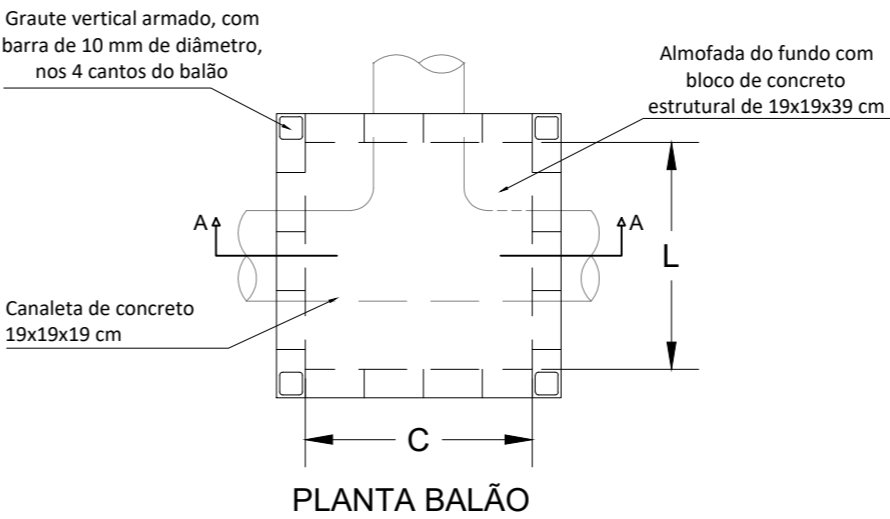 Graute vertical armado, com
barra de 10 mm de diâmetro,
nos 4 cantos do balão
Almofada do fundo com
bloco de concreto
estrutural de 19x19x39 cm
A
A
L
Canaleta de concreto
19x19x19 cm
C
PLANTA BALÃO